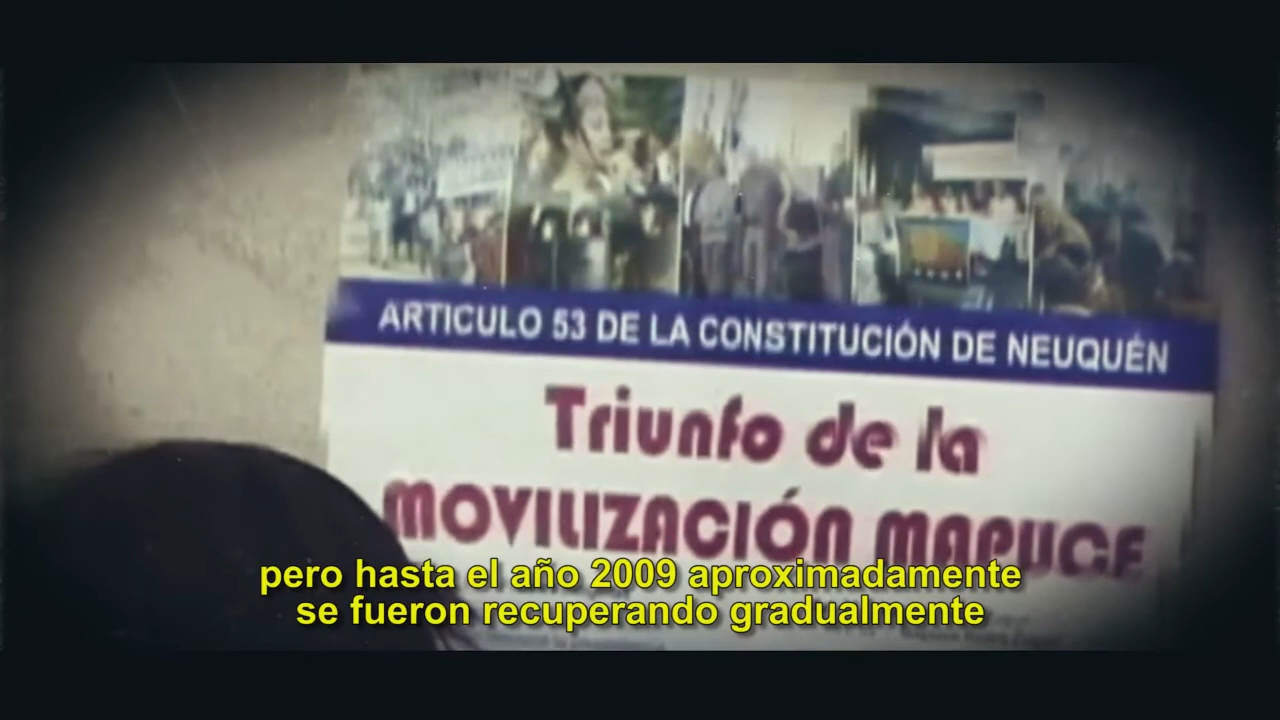 ARTICULO 53 DE LA CONSTITUCIÓN DE NEUQUÉN
Triunfo de la
MOVILIZACIÓN MAPUCE
pero hasta el año 2009 aproximadamente
se fueron recuperando gradualmente